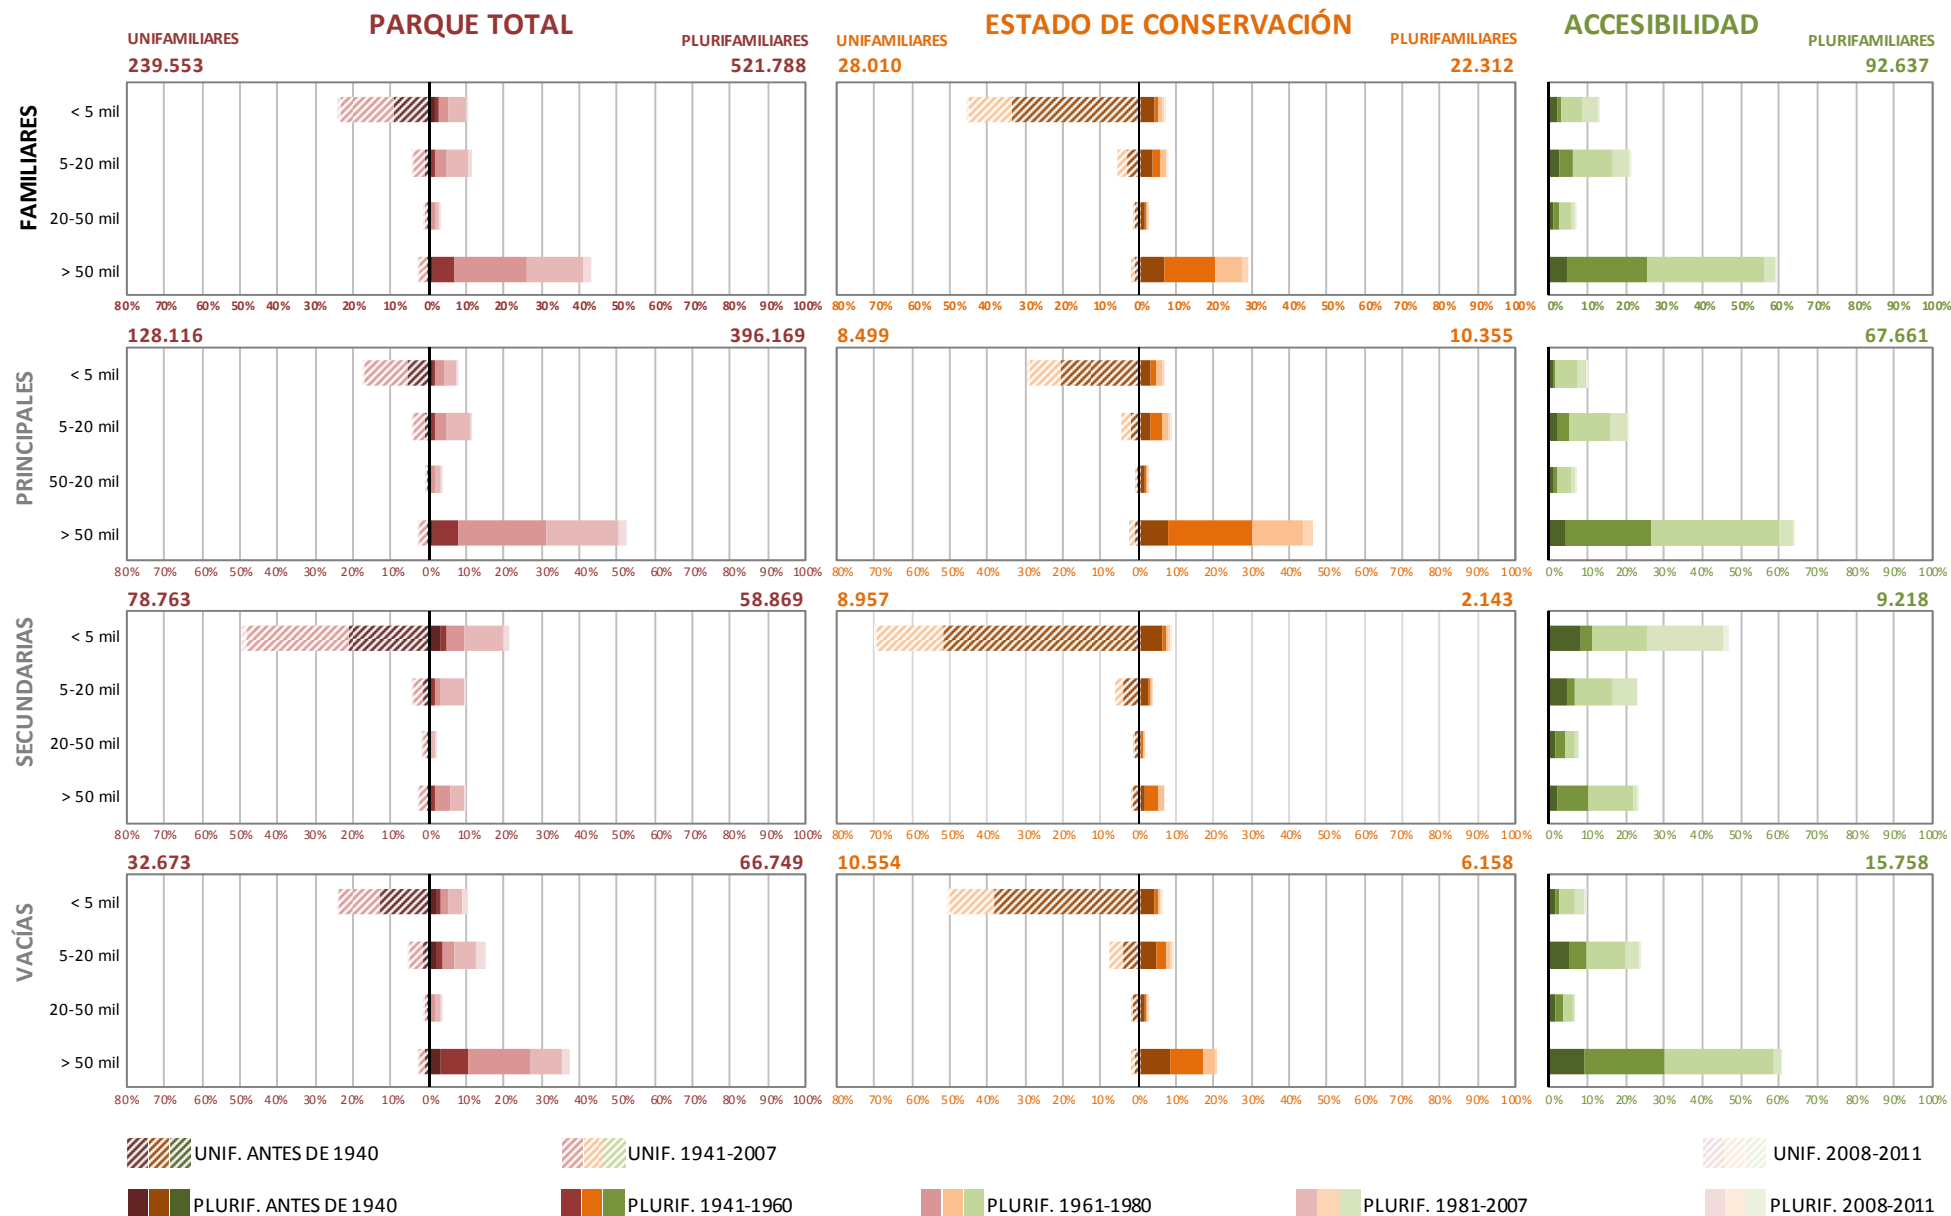 PARQUE TOTAL ESTADO DE CONSERVACIÓN ACCESIBILIDAD
UNIFAMILIARES PLURIFAMILIARES UNIFAMILIARES PLURIFAMILIARES PLURIFAMILIARES
239.553 521.788 28.010 22.312 92.637
FAMILIARES
< 5 mil
5-20 mil
20-50 mil
> 50 mil
80% 70% 60% 50% 40% 30% 20% 10% 0% 10% 20% 30% 40% 50% 60% 70% 80% 90% 100% 80% 70% 60% 50% 40% 30% 20% 10% 0% 10% 20% 30% 40% 50% 60% 70% 80% 90% 100% 0% 10% 20% 30% 40% 50% 60% 70% 80% 90% 100%
128.116 396.169 8.499 10.355 67.661
PRINCIPALES
< 5 mil
5-20 mil
50-20 mil
> 50 mil
80% 70% 60% 50% 40% 30% 20% 10% 0% 10% 20% 30% 40% 50% 60% 70% 80% 90% 100% 80% 70% 60% 50% 40% 30% 20% 10% 0% 10% 20% 30% 40% 50% 60% 70% 80% 90% 100% 0% 10% 20% 30% 40% 50% 60% 70% 80% 90% 100%
78.763 58.869 8.957 2.143 9.218
SECUNDARIAS
< 5 mil
5-20 mil
20-50 mil
> 50 mil
80% 70% 60% 50% 40% 30% 20% 10% 0% 10% 20% 30% 40% 50% 60% 70% 80% 90% 100% 80% 70% 60% 50% 40% 30% 20% 10% 0% 10% 20% 30% 40% 50% 60% 70% 80% 90% 100% 0% 10% 20% 30% 40% 50% 60% 70% 80% 90% 100%
32.673 66.749 10.554 6.158 15.758
VACÍAS
< 5 mil
5-20 mil
20-50 mil
> 50 mil
80% 70% 60% 50% 40% 30% 20% 10% 0% 10% 20% 30% 40% 50% 60% 70% 80% 90% 100% 80% 70% 60% 50% 40% 30% 20% 10% 0% 10% 20% 30% 40% 50% 60% 70% 80% 90% 100% 0% 10% 20% 30% 40% 50% 60% 70% 80% 90% 100%
UNIF. ANTES DE 1940 UNIF. 1941-2007 UNIF. 2008-2011
PLURIF. ANTES DE 1940 PLURIF. 1941-1960 PLURIF. 1961-1980 PLURIF. 1981-2007 PLURIF. 2008-2011